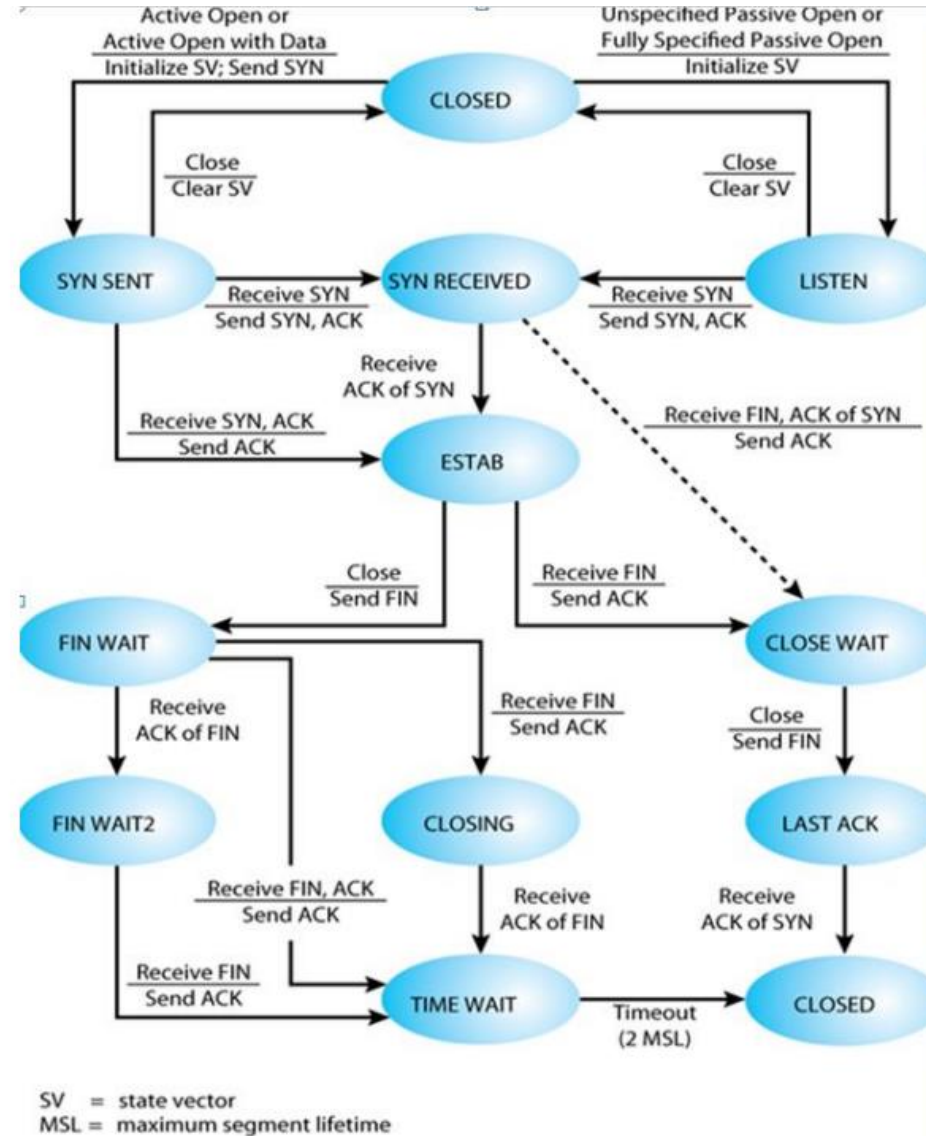 Active Open or
Active Open with Data
Initialize SV; Send SYN
Unspecified Passive Open or
Fully Specified Passive Open
Initialize SV
CLOSED
Close
Clear SV
Close
Clear SV
SYN SENT
SYN RECEIVED
LISTEN
Receive SYN
Send SYN, ACK
Receive SYN
Send SYN, ACK
Receive
ACK of SYN
Receive SYN, ACK
Send ACK
Receive FIN, ACK of SYN
Send ACK
ESTAB
Close
Send FIN
Receive FIN
Send ACK
FIN WAIT
CLOSE WAIT
Receive
ACK of FIN
Receive FIN
Send ACK
Close
Send FIN
FIN WAIT2
CLOSING
LAST ACK
Receive FIN, ACK
Send ACK
Receive
ACK of FIN
Receive
ACK of SYN
Receive FIN
Send ACK
TIME WAIT
Timeout
(2 MSL)
CLOSED
SV = state vector
MSL = maximum segment lifetime